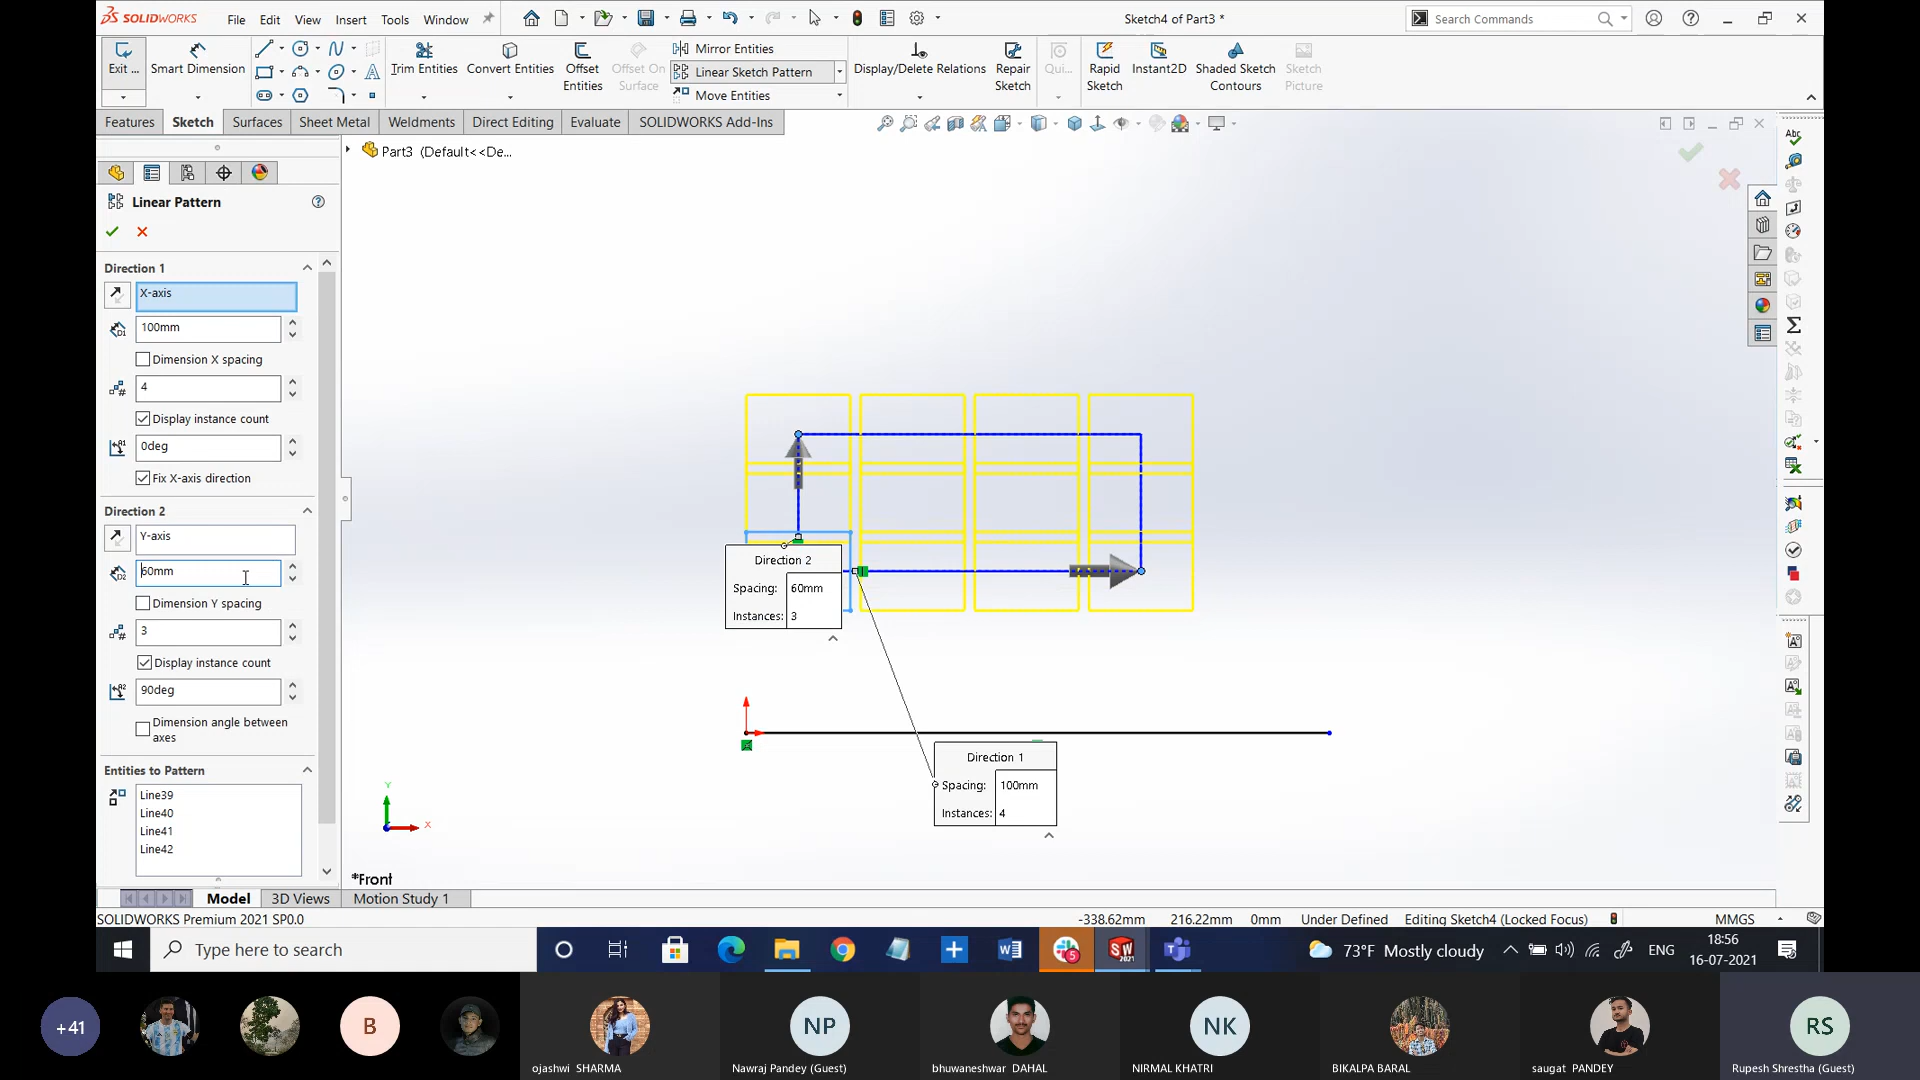 SOLIDWORKS File Edit View Insert Tools Window Sketch4 of Part3 * Search Commands
Exit ... Smart Dimension Trim Entities Convert Entities Offset Entities Offset On Surface Mirror Entities Display/Delete Relations Repair Sketch Qui... Rapid Sketch Instant2D Shaded Sketch Contours Sketch Picture
Linear Sketch Pattern
Move Entities
Features Sketch Surfaces Sheet Metal Weldments Direct Editing Evaluate SOLIDWORKS Add-Ins
Part3 (Default<<De...
Linear Pattern
Direction 1
X-axis
100mm
Dimension X spacing
4
Display instance count
0deg
Fix X-axis direction
Direction 2
Y-axis
60mm
Dimension Y spacing
3
Display instance count
90deg
Dimension angle between axes
Entities to Pattern
Line39
Line40
Line41
Line42
Direction 2
Spacing: 60mm
Instances: 3
Direction 1
Spacing: 100mm
Instances: 4
Y
X
*Front
Model 3D Views Motion Study 1
SOLIDWORKS Premium 2021 SP0.0 -338.62mm 216.22mm 0mm Under Defined Editing Sketch4 (Locked Focus) MMGS
Type here to search 73°F Mostly cloudy ENG 18:56
16-07-2021
+41 B NP NK RS
ojashwi SHARMA Nawraj Pandey (Guest) bhuwaneshwar DAHAL NIRMAL KHATRI BIKALPA BARAL saugat PANDEY Rupesh Shrestha (Guest)